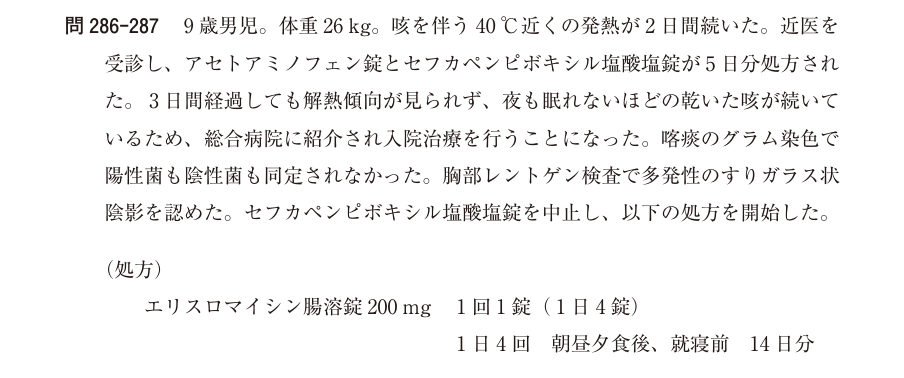 問 286-287　9歳男児。体重 26 kg。咳を伴う 40 ℃近くの発熱が2日間続いた。近医を
受診し、アセトアミノフェン錠とセフカペンピボキシル塩酸塩錠が5日分処方され
た。3日間経過しても解熱傾向が見られず、夜も眠れないほどの乾いた咳が続いて
いるため、総合病院に紹介され入院治療を行うことになった。喀痰のグラム染色で
陽性菌も陰性菌も同定されなかった。胸部レントゲン検査で多発性のすりガラス状
陰影を認めた。セフカペンピボキシル塩酸塩錠を中止し、以下の処方を開始した。
（処方）
エリスロマイシン腸溶錠 200 mg　1回1錠（1日4錠）
1日4回　朝昼夕食後、就寝前　14日分